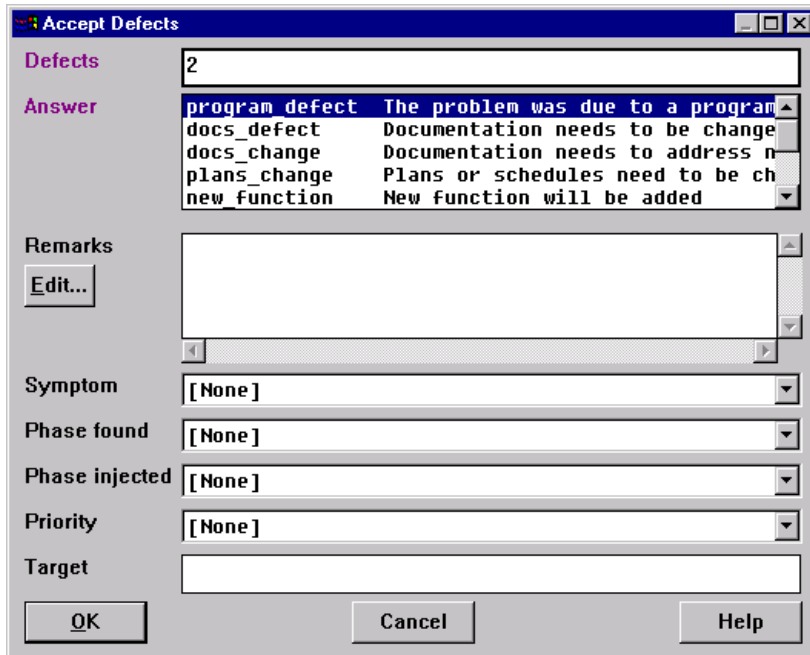 Accept Defects
Defects 2
Answer program_defect The problem was due to a program
docs_defect Documentation needs to be change
docs_change Documentation needs to address n
plans_change Plans or schedules need to be ch
new_function New function will be added
Remarks
Edit...
Symptom [None]
Phase found [None]
Phase injected [None]
Priority [None]
Target
OK Cancel Help